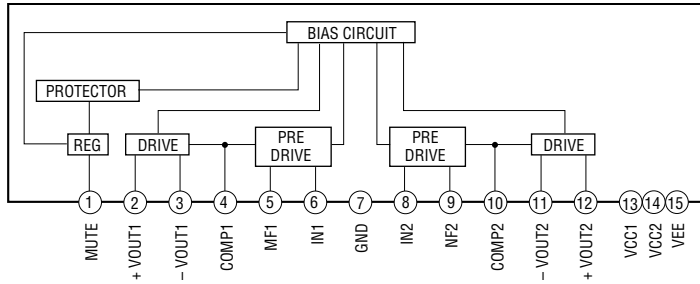 BIAS CIRCUIT
PROTECTOR
REG
DRIVE
PRE
DRIVE
PRE
DRIVE
DRIVE
1
2
3
4
5
6
7
8
9
10
11
12
13
14
15
MUTE
+ VOUT1
– VOUT1
COMP1
MF1
IN1
GND
IN2
NF2
COMP2
– VOUT2
+ VOUT2
VCC1
VCC2
VEE